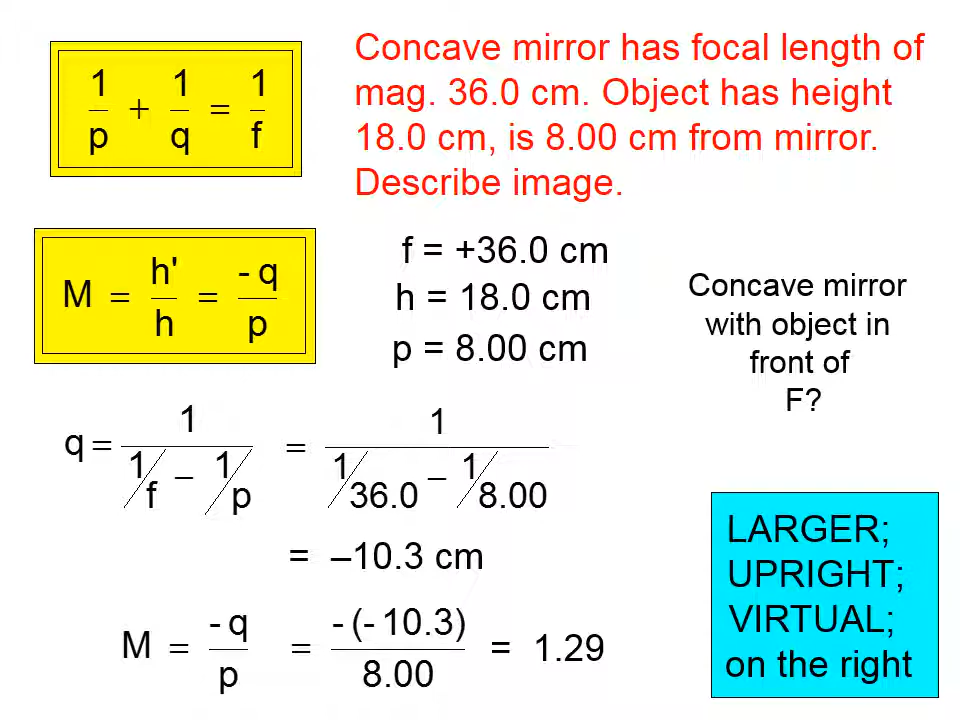 1/p + 1/q = 1/f
Concave mirror has focal length of
mag. 36.0 cm. Object has height
18.0 cm, is 8.00 cm from mirror.
Describe image.
M = h'/h = - q/p
f = +36.0 cm
h = 18.0 cm
p = 8.00 cm
Concave mirror
with object in
front of
F?
q = 1/(1/f – 1/p) = 1/(1/36.0 – 1/8.00)
= –10.3 cm
M = - q/p = - (- 10.3)/8.00 = 1.29
LARGER;
UPRIGHT;
VIRTUAL;
on the right